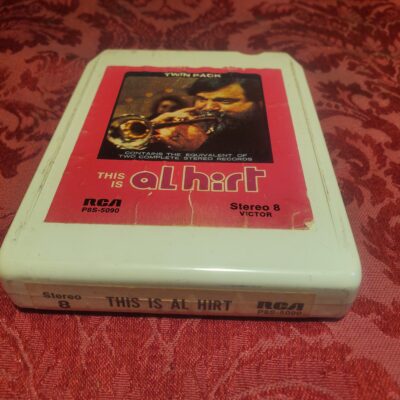 TWIN PACK
CONTAINS THE EQUIVALENT OF
TWO COMPLETE STEREO RECORDS
THIS IS al hirt
RCA
P8S-5090
Stereo 8
VICTOR
Stereo 8
THIS IS AL HIRT
RCA
P8S-5090